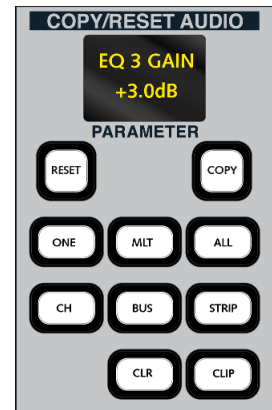 COPY/RESET AUDIO
EQ 3 GAIN
+3.0dB
PARAMETER
RESET COPY
ONE MLT ALL
CH BUS STRIP
CLR CLIP